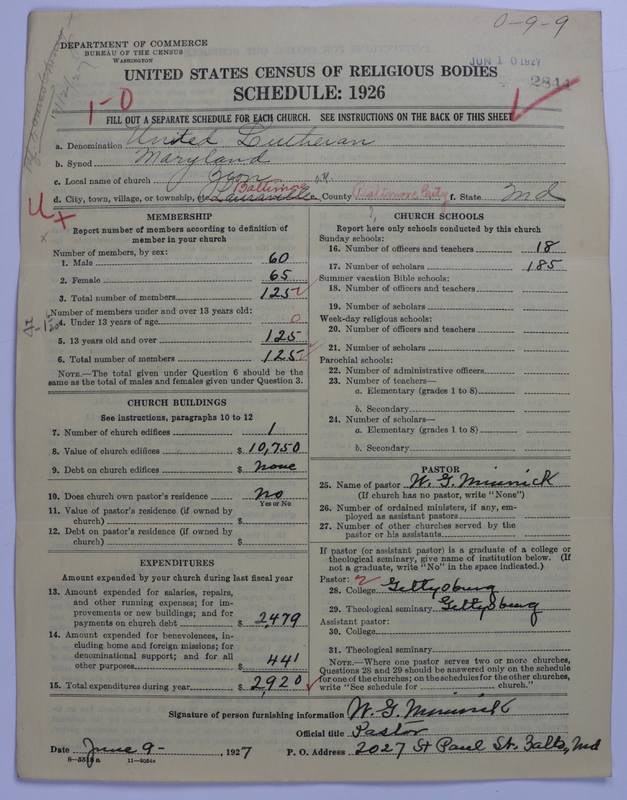 0-9-9
DEPARTMENT OF COMMERCE
BUREAU OF THE CENSUS
WASHINGTON
JUN 10 1927
2844
UNITED STATES CENSUS OF RELIGIOUS BODIES
SCHEDULE: 1926
1-0
FILL OUT A SEPARATE SCHEDULE FOR EACH CHURCH. SEE INSTRUCTIONS ON THE BACK OF THIS SHEET
a. Denomination United Lutheran
b. Synod Maryland
c. Local name of church Zion
d. City, town, village, or township, etc. Lauraville Baltimore County Baltimore City f. State Md
MEMBERSHIP
Report number of members according to definition of
member in your church
Number of members, by sex:
1. Male 60
2. Female 65
3. Total number of members 125
Number of members under and over 13 years old:
4. Under 13 years of age 0
5. 13 years old and over 125
6. Total number of members 125
NOTE.—The total given under Question 6 should be
same as the total of males and females given under Question 3.
CHURCH BUILDINGS
See instructions, paragraphs 10 to 12
7. Number of church edifices 1
8. Value of church edifices $ 10,750
9. Debt on church edifices $ none
10. Does church own pastor's residence No
Yes or No
11. Value of pastor's residence (if owned by
church) $
12. Debt on pastor's residence (if owned by
church) $
EXPENDITURES
Amount expended by your church during last fiscal year
13. Amount expended for salaries, repairs,
and other running expenses; for im-
provements or new buildings; and for
payments on church debt $ 2,479
14. Amount expended for benevolences, in-
cluding home and foreign missions; for
denominational support; and for all
other purposes 441
15. Total expenditures during year $ 2,920
CHURCH SCHOOLS
Report here only schools conducted by this church
Sunday schools:
16. Number of officers and teachers 18
17. Number of scholars 185
Summer vacation Bible schools:
18. Number of officers and teachers
19. Number of scholars
Week-day religious schools:
20. Number of officers and teachers
21. Number of scholars
Parochial schools:
22. Number of administrative officers
23. Number of teachers—
a. Elementary (grades 1 to 8)
b. Secondary
24. Number of scholars—
a. Elementary (grades 1 to 8)
b. Secondary
PASTOR
25. Name of pastor W. G. Minnick
(If church has no pastor, write "None")
26. Number of ordained ministers, if any, em-
ployed as assistant pastors
27. Number of other churches served by the
pastor or his assistants
If pastor (or assistant pastor) is a graduate of a college or
theological seminary, give name of institution below. (If
not a graduate, write "No" in the space indicated.)
Pastor: 2
28. College Gettysburg
29. Theological seminary Gettysburg
Assistant pastor:
30. College
31. Theological seminary
NOTE.—Where one pastor serves two or more churches,
Questions 28 and 29 should be answered only on the schedule
for one of the churches; on the schedules for the other churches,
write "See schedule for church."
Signature of person furnishing information W. G. Minnick
Official title Pastor
Date June 9 - , 1927 P. O. Address 2027 St Paul St. Balto, Md